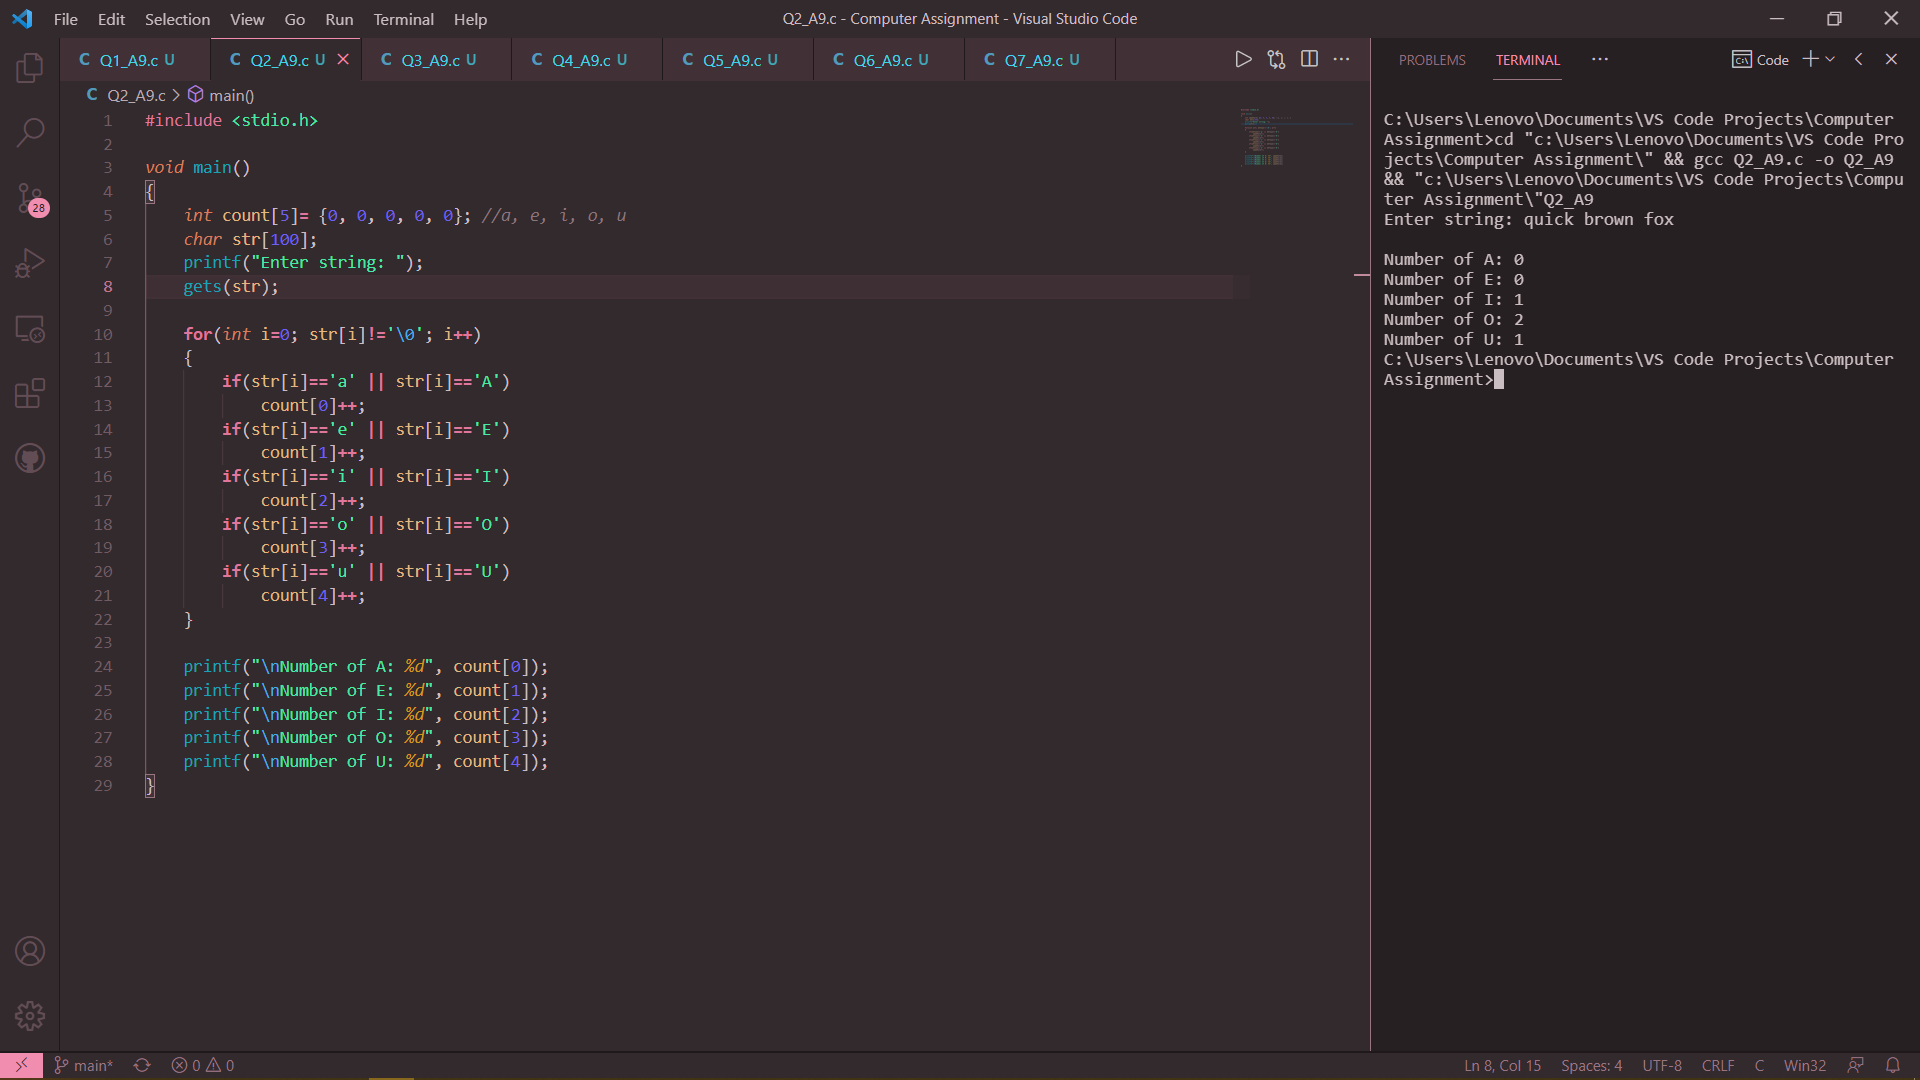 File Edit Selection View Go Run Terminal Help
Q2_A9.c - Computer Assignment - Visual Studio Code
C Q1_A9.c U C Q2_A9.c U C Q3_A9.c U C Q4_A9.c U C Q5_A9.c U C Q6_A9.c U C Q7_A9.c U
C Q2_A9.c > main()
1 #include <stdio.h>
2
3 void main()
4 {
5 int count[5]= {0, 0, 0, 0, 0}; //a, e, i, o, u
6 char str[100];
7 printf("Enter string: ");
8 gets(str);
9
10 for(int i=0; str[i]!='\0'; i++)
11 {
12 if(str[i]=='a' || str[i]=='A')
13 count[0]++;
14 if(str[i]=='e' || str[i]=='E')
15 count[1]++;
16 if(str[i]=='i' || str[i]=='I')
17 count[2]++;
18 if(str[i]=='o' || str[i]=='O')
19 count[3]++;
20 if(str[i]=='u' || str[i]=='U')
21 count[4]++;
22 }
23
24 printf("\nNumber of A: %d", count[0]);
25 printf("\nNumber of E: %d", count[1]);
26 printf("\nNumber of I: %d", count[2]);
27 printf("\nNumber of O: %d", count[3]);
28 printf("\nNumber of U: %d", count[4]);
29 }
28
PROBLEMS TERMINAL ··· Code
C:\Users\Lenovo\Documents\VS Code Projects\Computer
Assignment>cd "c:\Users\Lenovo\Documents\VS Code Pro
jects\Computer Assignment\" && gcc Q2_A9.c -o Q2_A9
&& "c:\Users\Lenovo\Documents\VS Code Projects\Compu
ter Assignment\"Q2_A9
Enter string: quick brown fox
Number of A: 0
Number of E: 0
Number of I: 1
Number of O: 2
Number of U: 1
C:\Users\Lenovo\Documents\VS Code Projects\Computer
Assignment>
main* 0 0 Ln 8, Col 15 Spaces: 4 UTF-8 CRLF C Win32